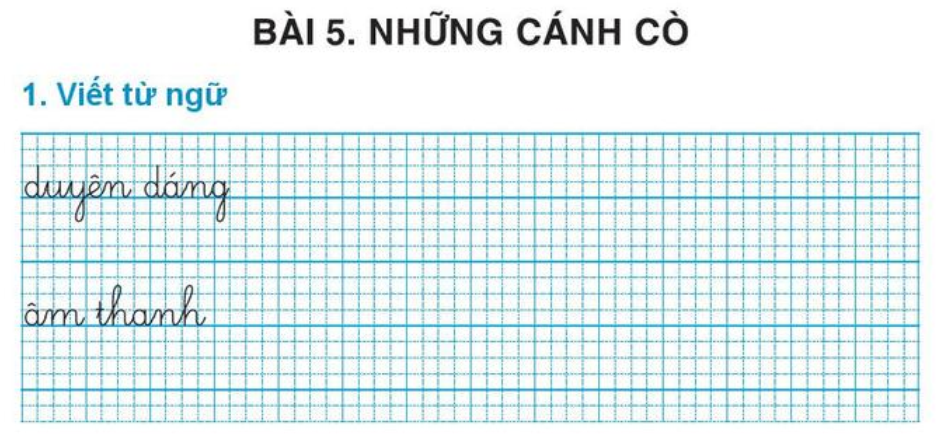 BÀI 5. NHỮNG CÁNH CÒ
1. Viết từ ngữ
duyên dáng
âm thanh